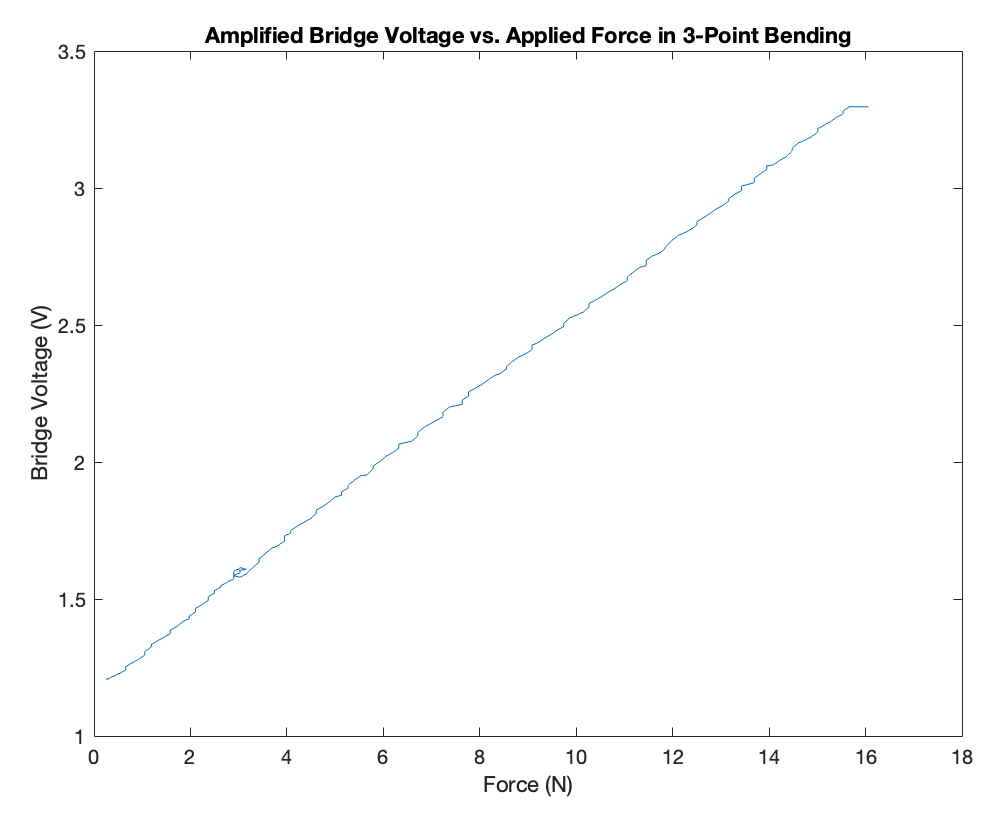 Amplified Bridge Voltage vs. Applied Force in 3-Point Bending
3.5
3
2.5
2
1.5
1
Bridge Voltage (V)
0 2 4 6 8 10 12 14 16 18
Force (N)